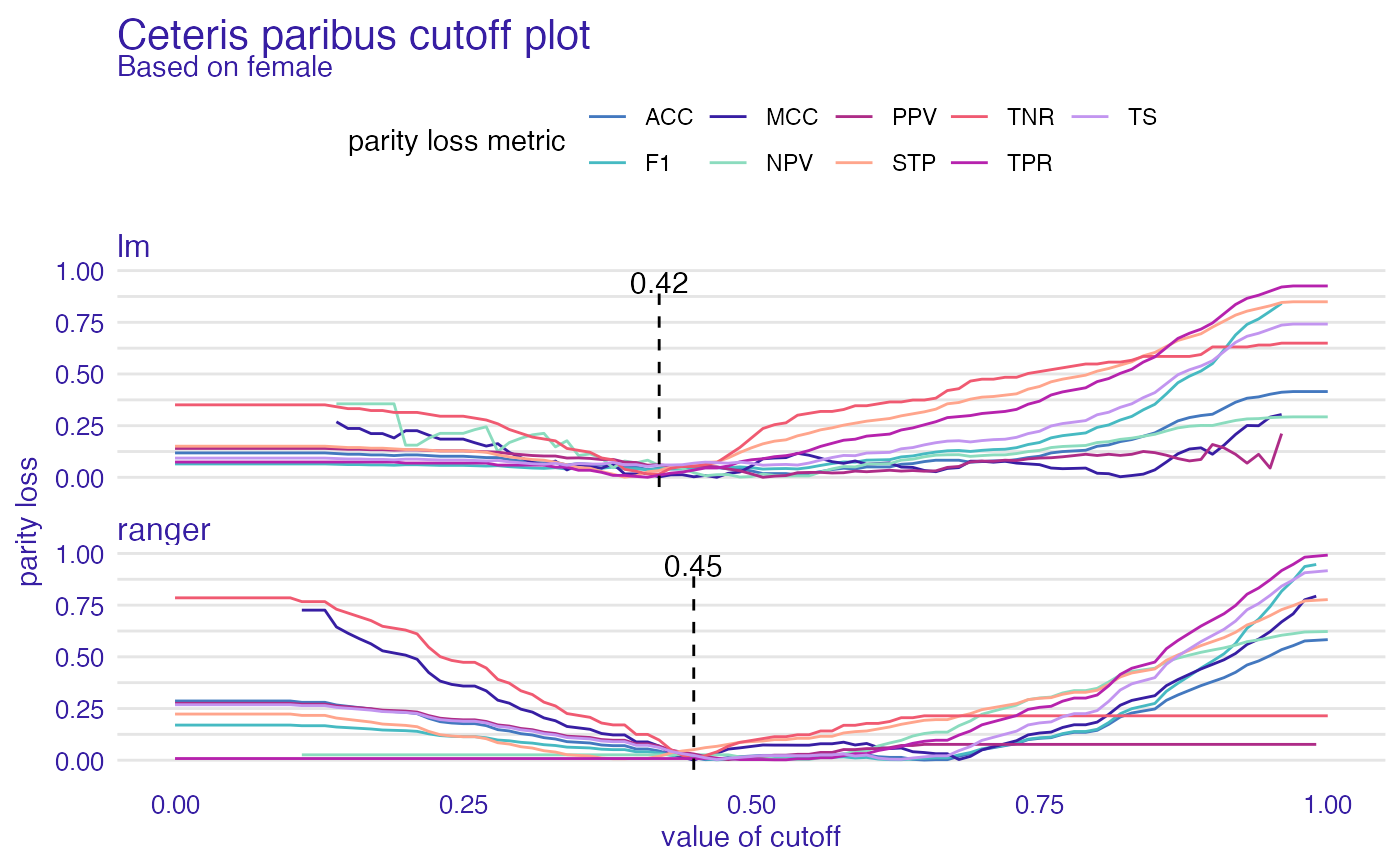 Ceteris paribus cutoff plot
Based on female
parity loss metric
ACC MCC PPV TNR TS
F1 NPV STP TPR
lm
1.00
0.75
0.50
0.25
0.00
0.42
parity loss
ranger
1.00
0.75
0.50
0.25
0.00
0.45
0.00 0.25 0.50 0.75 1.00
value of cutoff